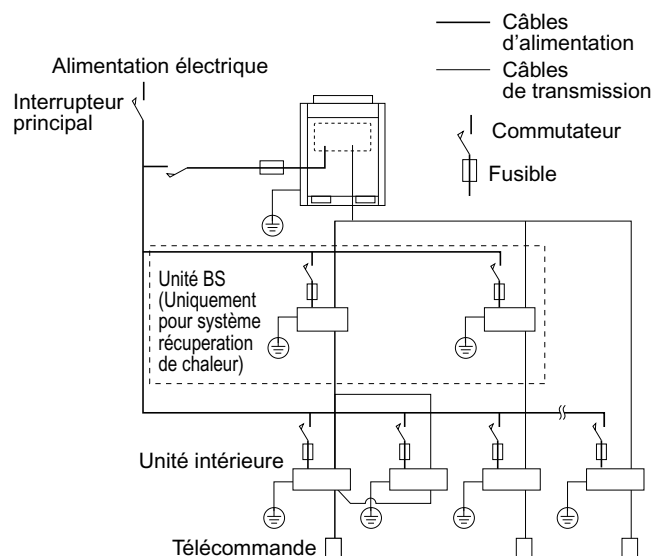 Câbles
d'alimentation
Câbles
de transmission
Commutateur
Fusible
Alimentation électrique
Interrupteur
principal
Unité BS
(Uniquement
pour système
récuperation
de chaleur)
Unité intérieure
Télécommande